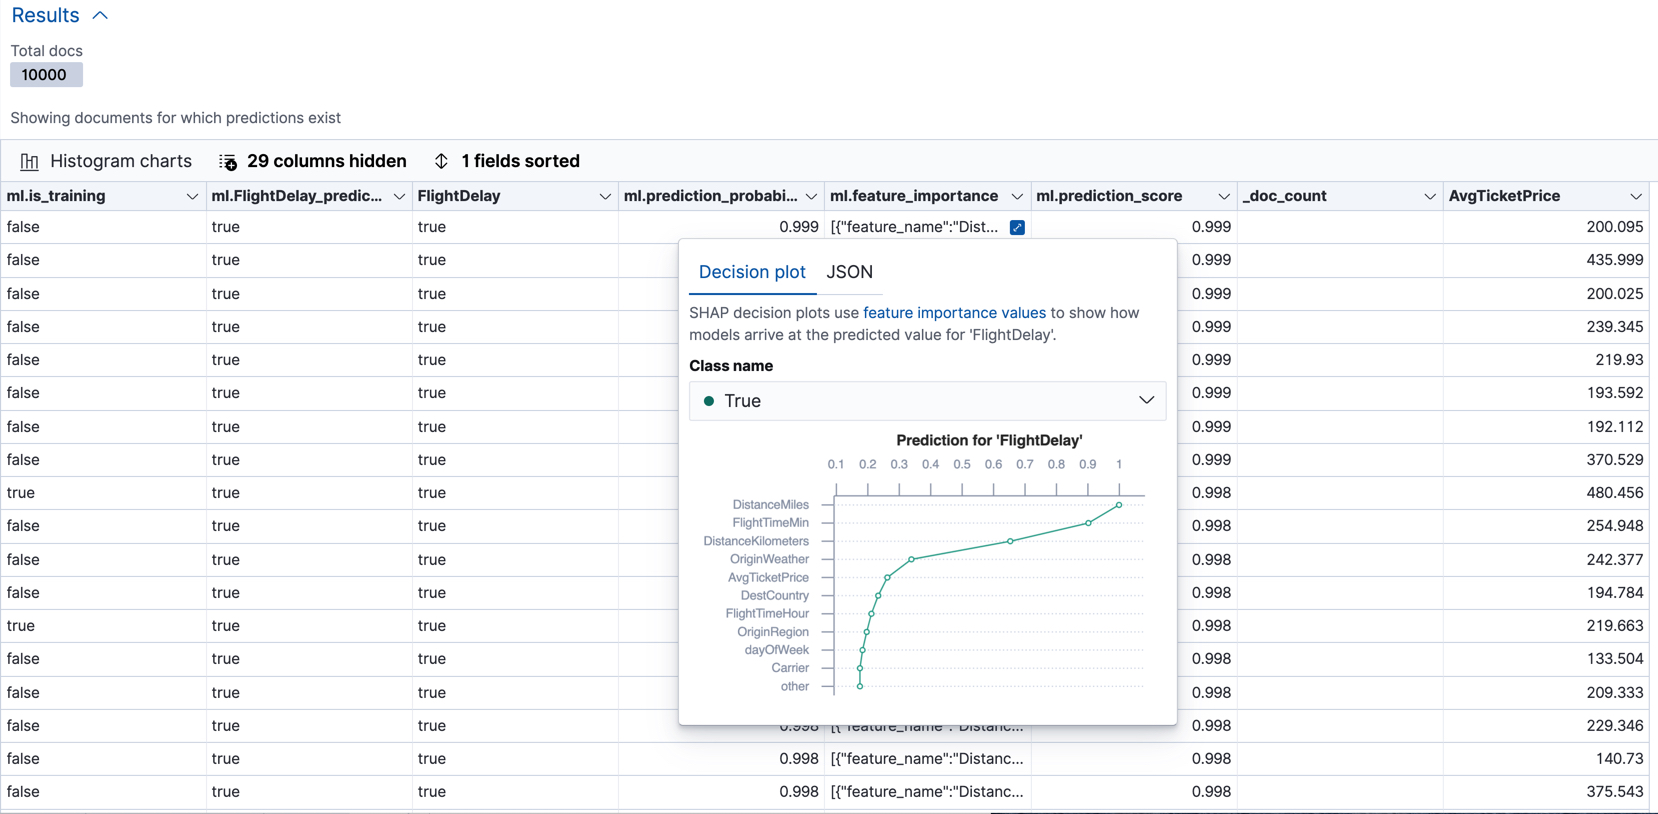 Results
Total docs
10000
Showing documents for which predictions exist
Histogram charts 29 columns hidden 1 fields sorted
ml.is_training ml.FlightDelay_predic... FlightDelay ml.prediction_probabi... ml.feature_importance ml.prediction_score _doc_count AvgTicketPrice
false true true 0.999 [{"feature_name":"Dist... 0.999 200.095
false true true 0.999 435.999
false true true 0.999 200.025
false true true 0.999 239.345
false true true 0.999 219.93
false true true 0.999 193.592
false true true 0.999 192.112
false true true 0.999 370.529
true true true 0.998 480.456
false true true 0.998 254.948
false true true 0.998 242.377
false true true 0.998 194.784
true true true 0.998 219.663
false true true 0.998 133.504
false true true 0.998 209.333
false true true 0.998 [{"feature_name":"Distanc... 0.998 229.346
false true true 0.998 [{"feature_name":"Distanc... 0.998 140.73
false true true 0.998 [{"feature_name":"Distanc... 0.998 375.543
Decision plot JSON
SHAP decision plots use feature importance values to show how
models arrive at the predicted value for 'FlightDelay'.
Class name
True
Prediction for 'FlightDelay'
0.1 0.2 0.3 0.4 0.5 0.6 0.7 0.8 0.9 1
DistanceMiles
FlightTimeMin
DistanceKilometers
OriginWeather
AvgTicketPrice
DestCountry
FlightTimeHour
OriginRegion
dayOfWeek
Carrier
other